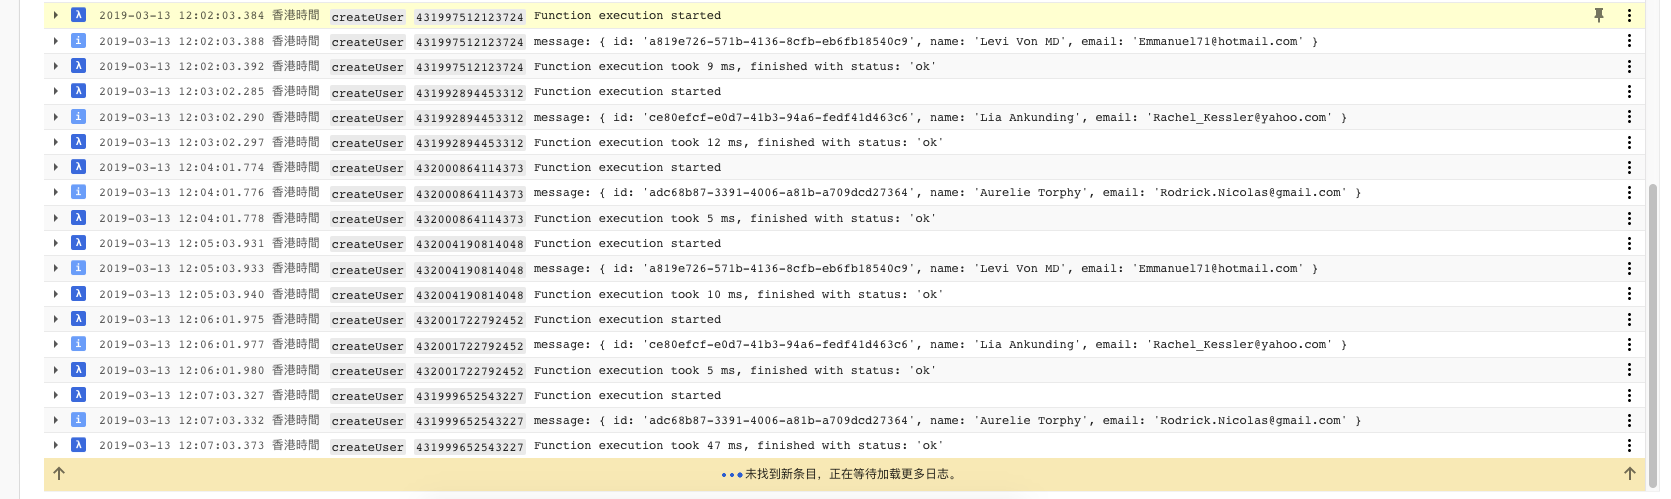 λ 2019-03-13 12:02:03.384 香港時間 createUser 431997512123724 Function execution started
i 2019-03-13 12:02:03.388 香港時間 createUser 431997512123724 message: { id: 'a819e726-571b-4136-8cfb-eb6fb18540c9', name: 'Levi Von MD', email: 'Emmanuel71@hotmail.com' }
λ 2019-03-13 12:02:03.392 香港時間 createUser 431997512123724 Function execution took 9 ms, finished with status: 'ok'
λ 2019-03-13 12:03:02.285 香港時間 createUser 431992894453312 Function execution started
i 2019-03-13 12:03:02.290 香港時間 createUser 431992894453312 message: { id: 'ce80efcf-e0d7-41b3-94a6-fedf41d463c6', name: 'Lia Ankunding', email: 'Rachel_Kessler@yahoo.com' }
λ 2019-03-13 12:03:02.297 香港時間 createUser 431992894453312 Function execution took 12 ms, finished with status: 'ok'
λ 2019-03-13 12:04:01.774 香港時間 createUser 432000864114373 Function execution started
i 2019-03-13 12:04:01.776 香港時間 createUser 432000864114373 message: { id: 'adc68b87-3391-4006-a81b-a709dcd27364', name: 'Aurelie Torphy', email: 'Rodrick.Nicolas@gmail.com' }
λ 2019-03-13 12:04:01.778 香港時間 createUser 432000864114373 Function execution took 5 ms, finished with status: 'ok'
λ 2019-03-13 12:05:03.931 香港時間 createUser 432004190814048 Function execution started
i 2019-03-13 12:05:03.933 香港時間 createUser 432004190814048 message: { id: 'a819e726-571b-4136-8cfb-eb6fb18540c9', name: 'Levi Von MD', email: 'Emmanuel71@hotmail.com' }
λ 2019-03-13 12:05:03.940 香港時間 createUser 432004190814048 Function execution took 10 ms, finished with status: 'ok'
λ 2019-03-13 12:06:01.975 香港時間 createUser 432001722792452 Function execution started
i 2019-03-13 12:06:01.977 香港時間 createUser 432001722792452 message: { id: 'ce80efcf-e0d7-41b3-94a6-fedf41d463c6', name: 'Lia Ankunding', email: 'Rachel_Kessler@yahoo.com' }
λ 2019-03-13 12:06:01.980 香港時間 createUser 432001722792452 Function execution took 5 ms, finished with status: 'ok'
λ 2019-03-13 12:07:03.327 香港時間 createUser 431999652543227 Function execution started
i 2019-03-13 12:07:03.332 香港時間 createUser 431999652543227 message: { id: 'adc68b87-3391-4006-a81b-a709dcd27364', name: 'Aurelie Torphy', email: 'Rodrick.Nicolas@gmail.com' }
λ 2019-03-13 12:07:03.373 香港時間 createUser 431999652543227 Function execution took 47 ms, finished with status: 'ok'
未找到新条目，正在等待加载更多日志。